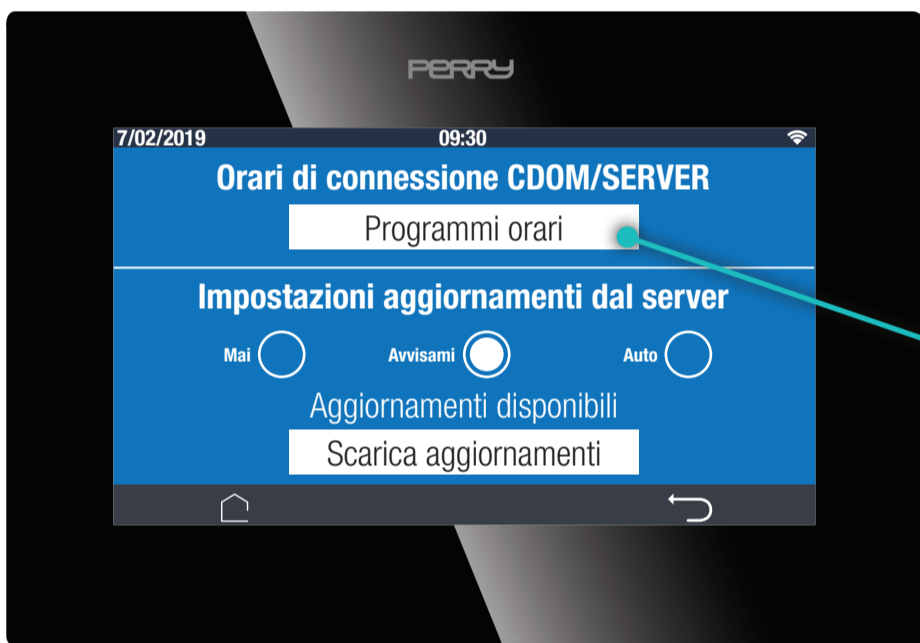 PERRY
7/02/2019 09:30
Orari di connessione CDOM/SERVER
Programmi orari
Impostazioni aggiornamenti dal server
Mai Avvisami Auto
Aggiornamenti disponibili
Scarica aggiornamenti